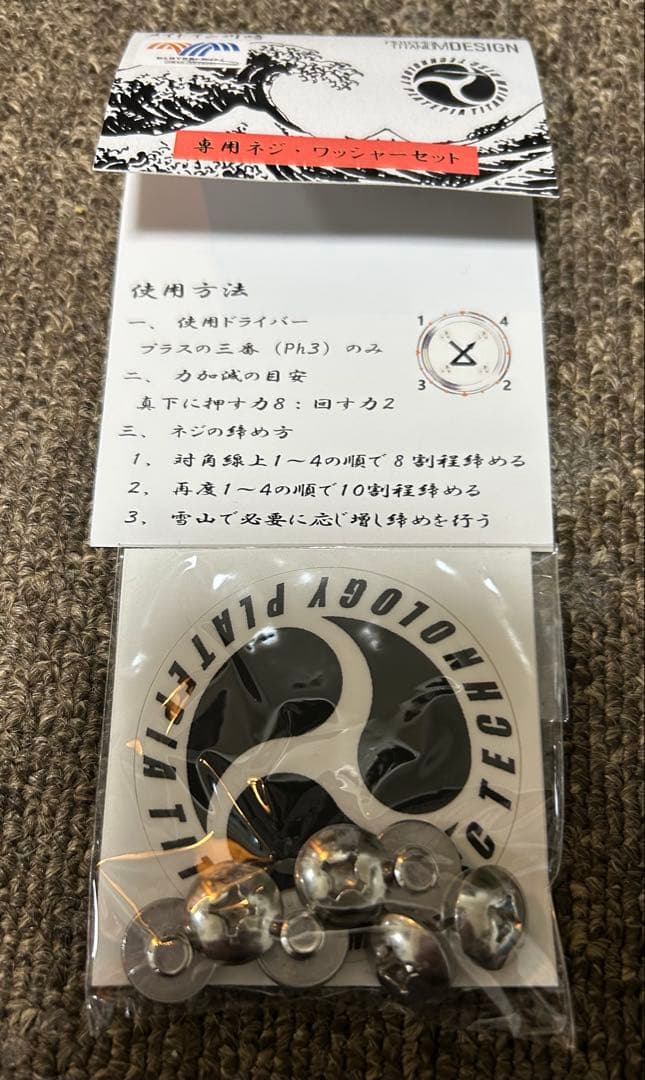 MDESIGN
専用ネジ・ワッシャーセット
使用方法
一、 使用ドライバー
プラスの三番 (Ph3) のみ
二、 力加減の目安
真下に押す力8: 回す力2
三、 ネジの締め方
1、 対角線上1〜4の順で8割程締める
2、 再度1〜4の順で10割程締める
3、 雪山で必要に応じ増し締めを行う
1 4
3 2
TECHNOLOGY PLATEPIA TI